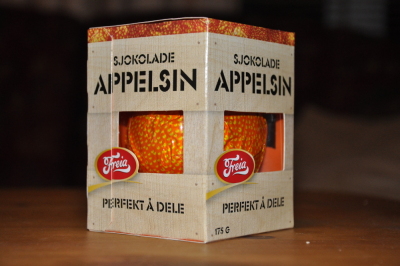 SJOKOLADE
APPELSIN
Freia
PERFEKT Å DELE
SJOKOLADE
APPELSIN
Freia
PERFEKT Å DELE
175 G